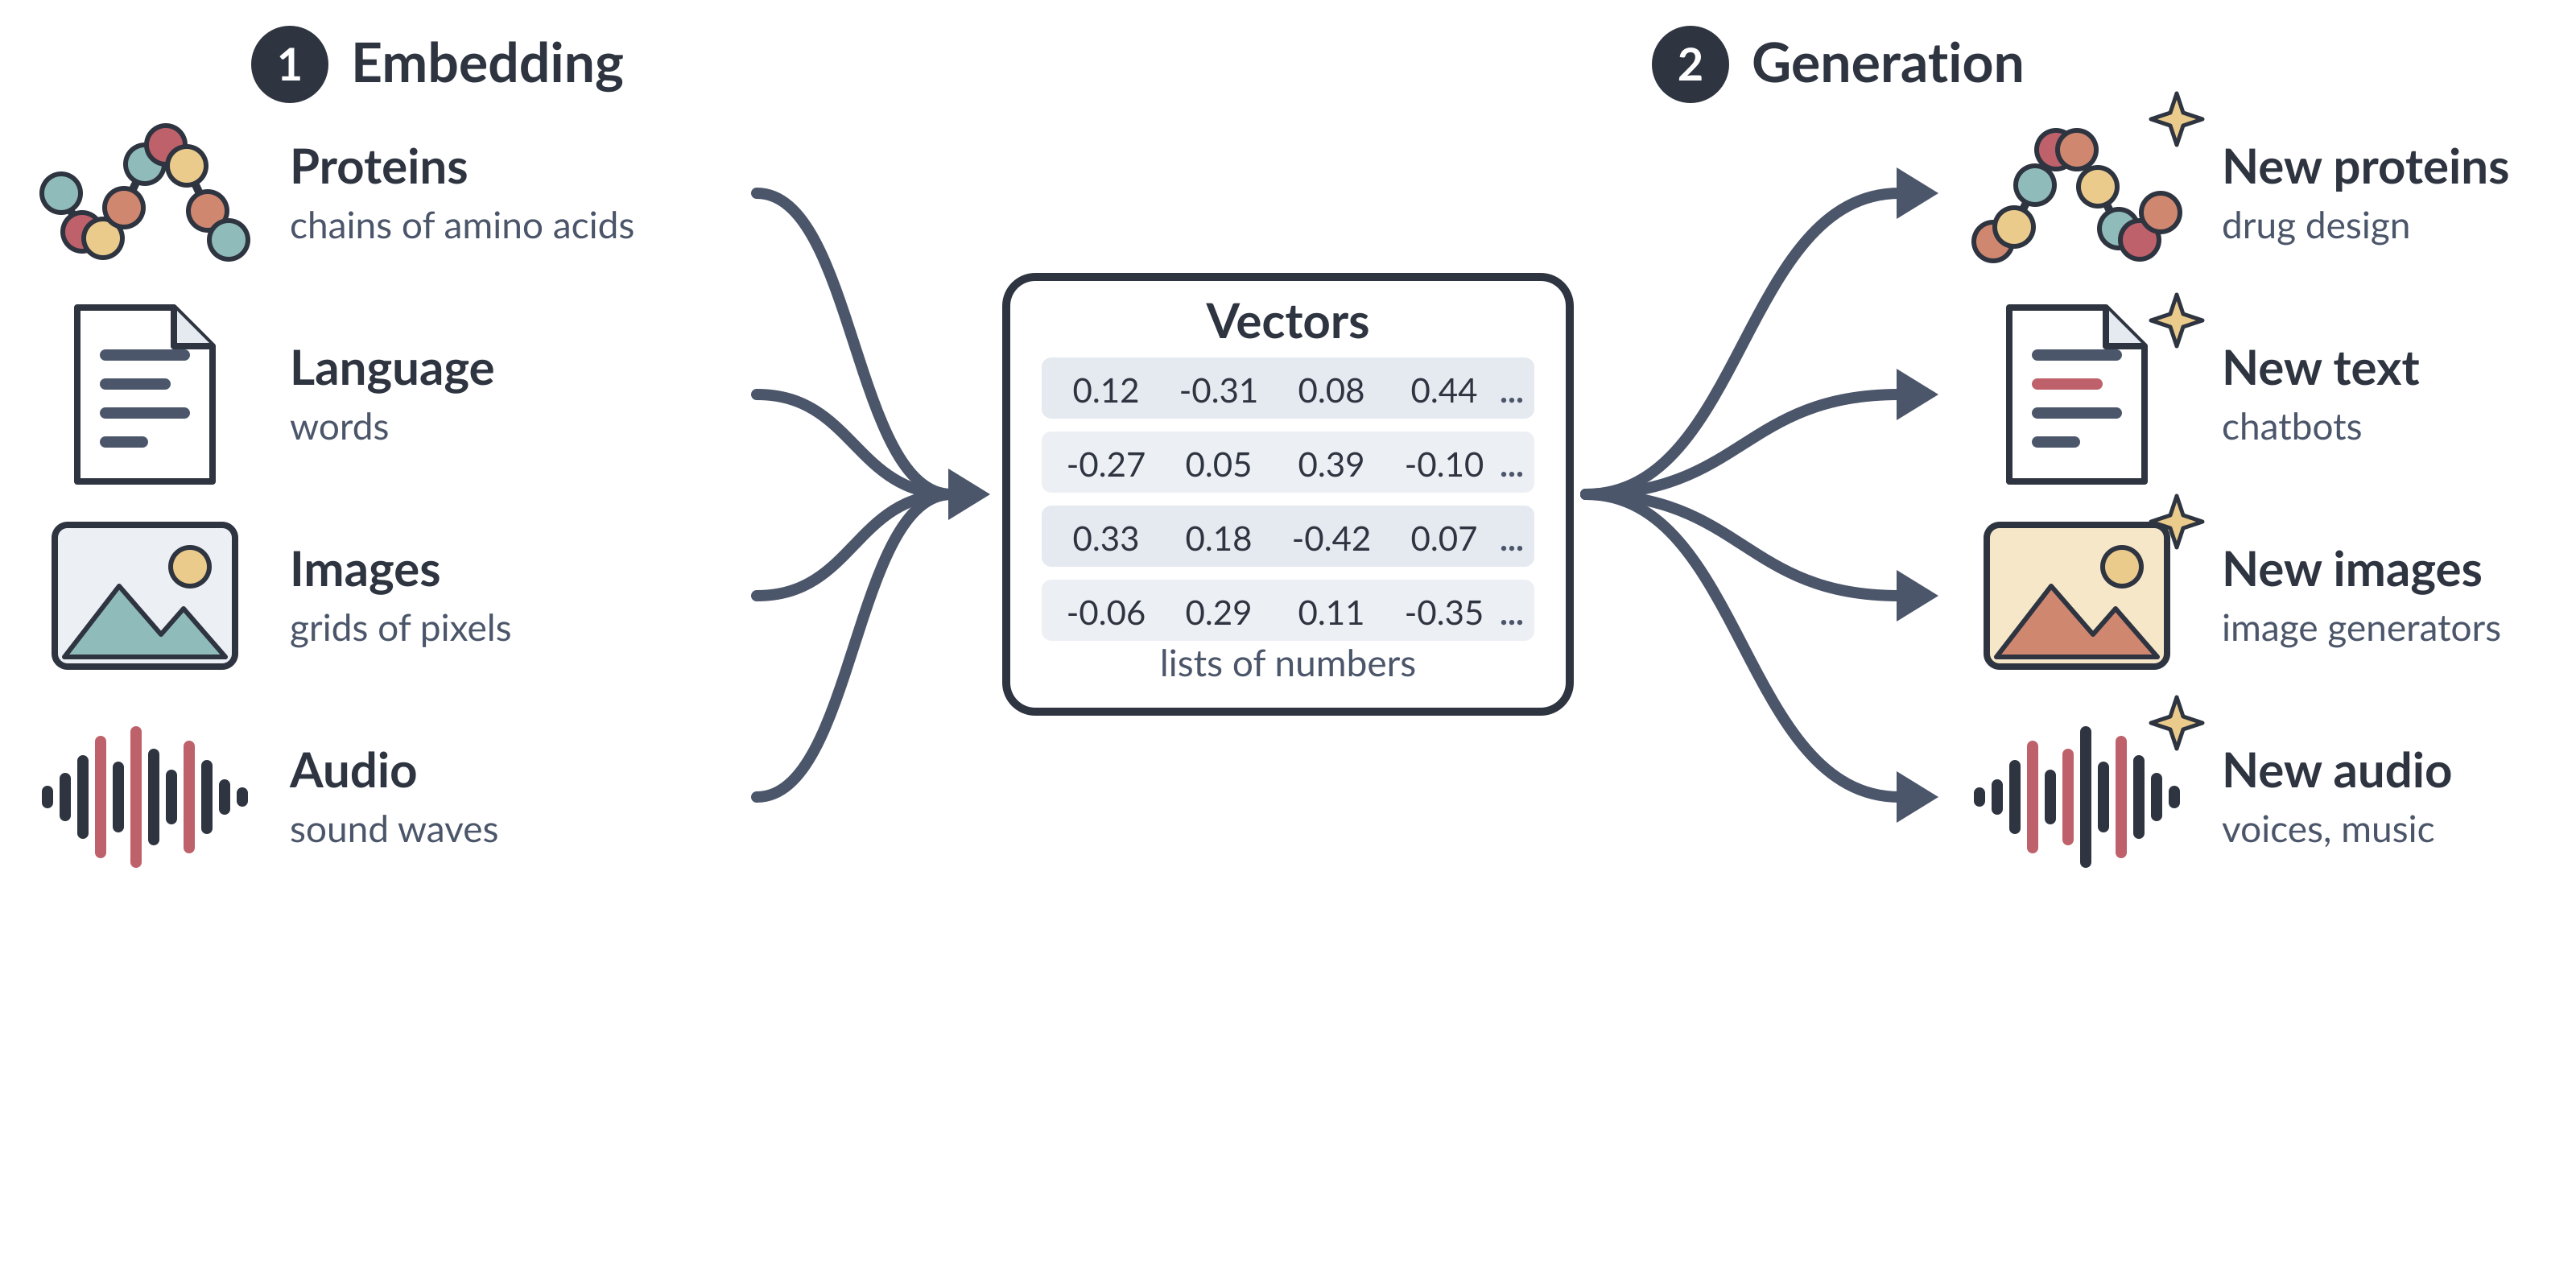 1 Embedding
2 Generation
Proteins
chains of amino acids
Language
words
Images
grids of pixels
Audio
sound waves
Vectors
0.12 -0.31 0.08 0.44 ...
-0.27 0.05 0.39 -0.10 ...
0.33 0.18 -0.42 0.07 ...
-0.06 0.29 0.11 -0.35 ...
lists of numbers
New proteins
drug design
New text
chatbots
New images
image generators
New audio
voices, music